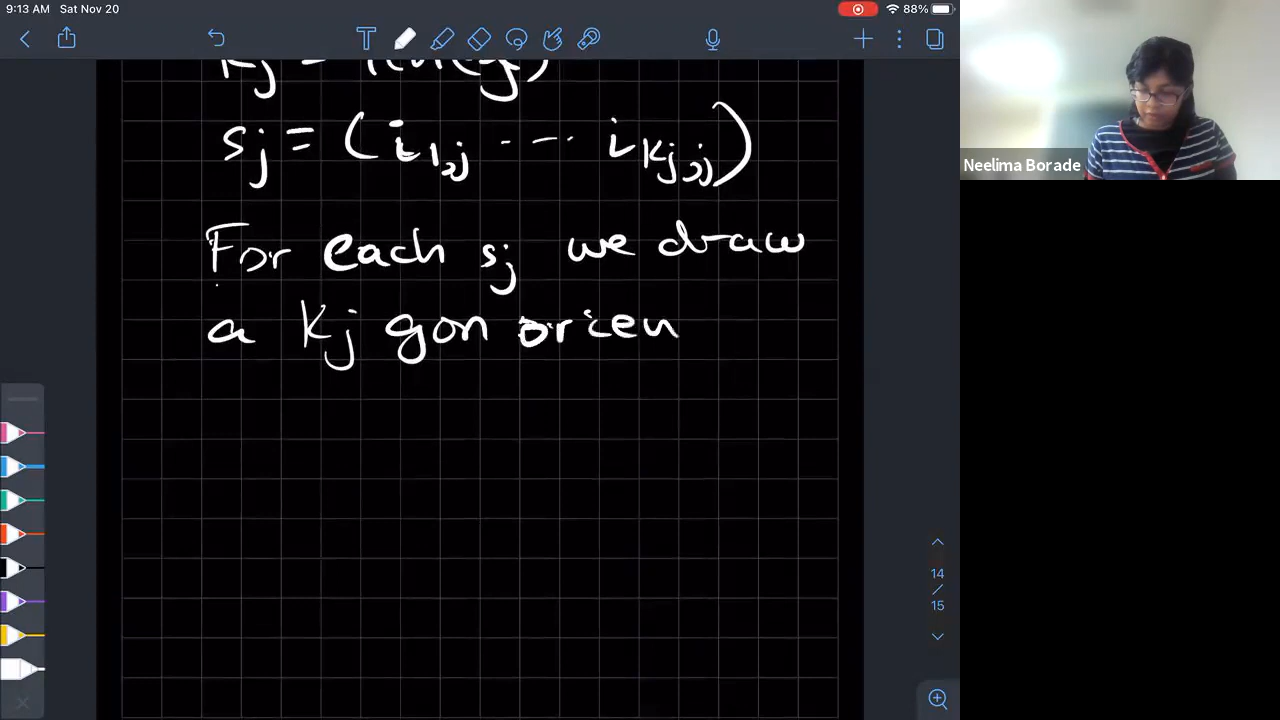 9:13 AM Sat Nov 20
88%
T
sj = (i1,j ... ikj,j)
Neelima Borade
For each sj we draw
a kj gon orien
14
/
15